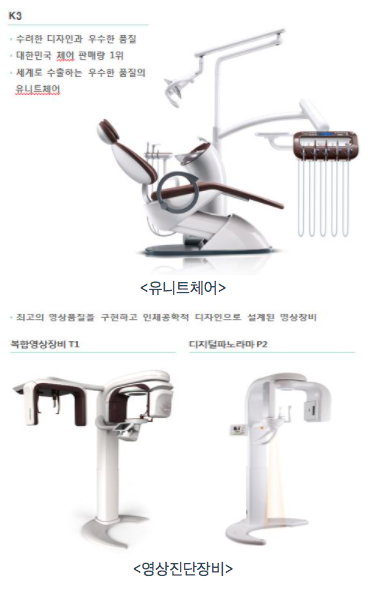 K3
· 수려한 디자인과 우수한 품질
· 대한민국 체어 판매량 1위
· 세계로 수출하는 우수한 품질의
유니트체어
<유니트체어>
· 최고의 영상품질을 구현하고 인체공학적 디자인으로 설계된 영상장비
복합영상장비 T1
디지털파노라마 P2
<영상진단장비>